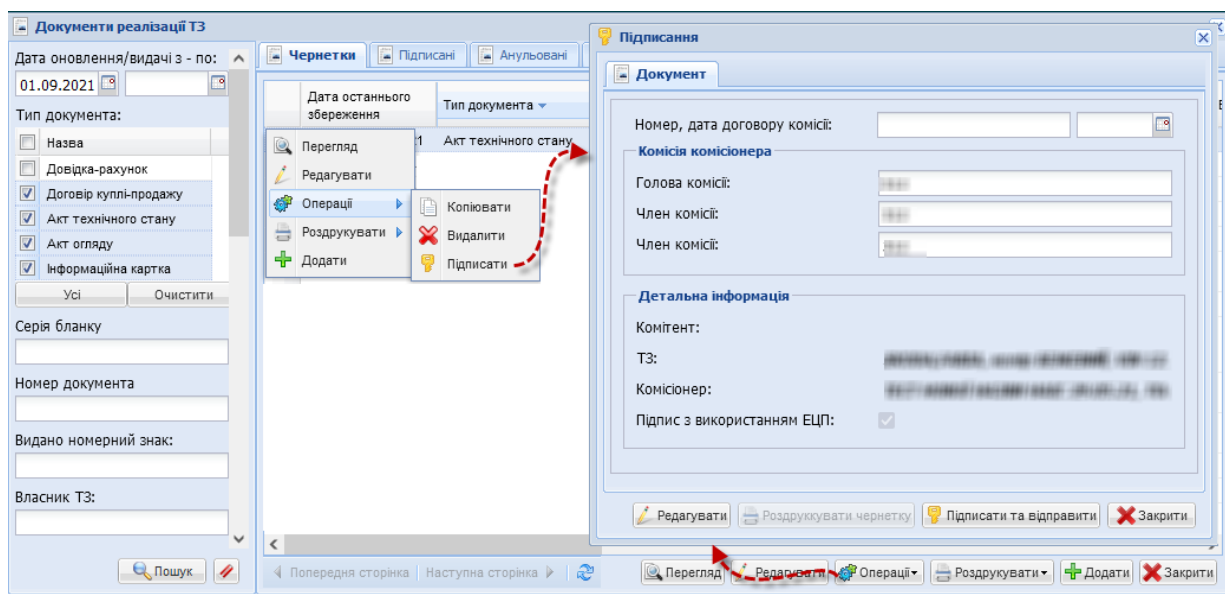 Документи реалізації ТЗ
Дата оновлення/видачі з - по:
01.09.2021
Тип документа:
Назва
Довідка-рахунок
Договір куплі-продажу
Акт технічного стану
Акт огляду
Інформаційна картка
Усі
Очистити
Серія бланку
Номер документа
Видано номерний знак:
Власник ТЗ:
Пошук
Чернетки
Підписані
Анульовані
Дата останнього
збереження
Тип документа
1
Акт технічного стану
Перегляд
Редагувати
Операції
Роздрукувати
Додати
Копіювати
Видалити
Підписати
Підписання
Документ
Номер, дата договору комісії:
Комісія комісіонера
Голова комісії:
Член комісії:
Член комісії:
Детальна інформація
Комітент:
ТЗ:
Комісіонер:
Підпис з використанням ЕЦП:
Редагувати
Роздруккувати чернетку
Підписати та відправити
Закрити
Попередня сторінка
Наступна сторінка
Перегляд
Редагувати
Операції
Роздрукувати
Додати
Закрити